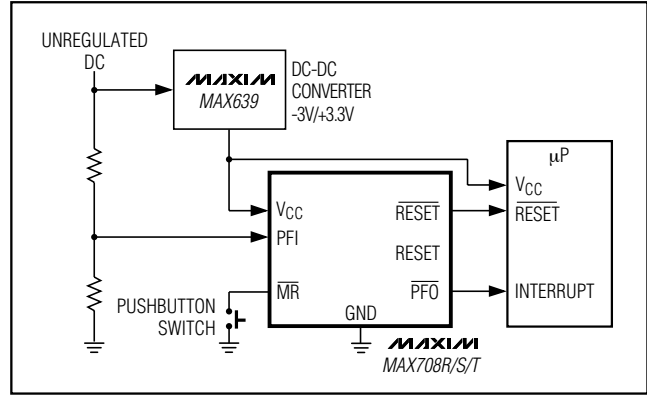 UNREGULATED
DC
MAXIM
MAX639
DC-DC
CONVERTER
-3V/+3.3V
VCC
PFI
MR
GND
RESET
RESET
PFO
PUSHBUTTON
SWITCH
MAXIM
MAX708R/S/T
μP
VCC
RESET
INTERRUPT